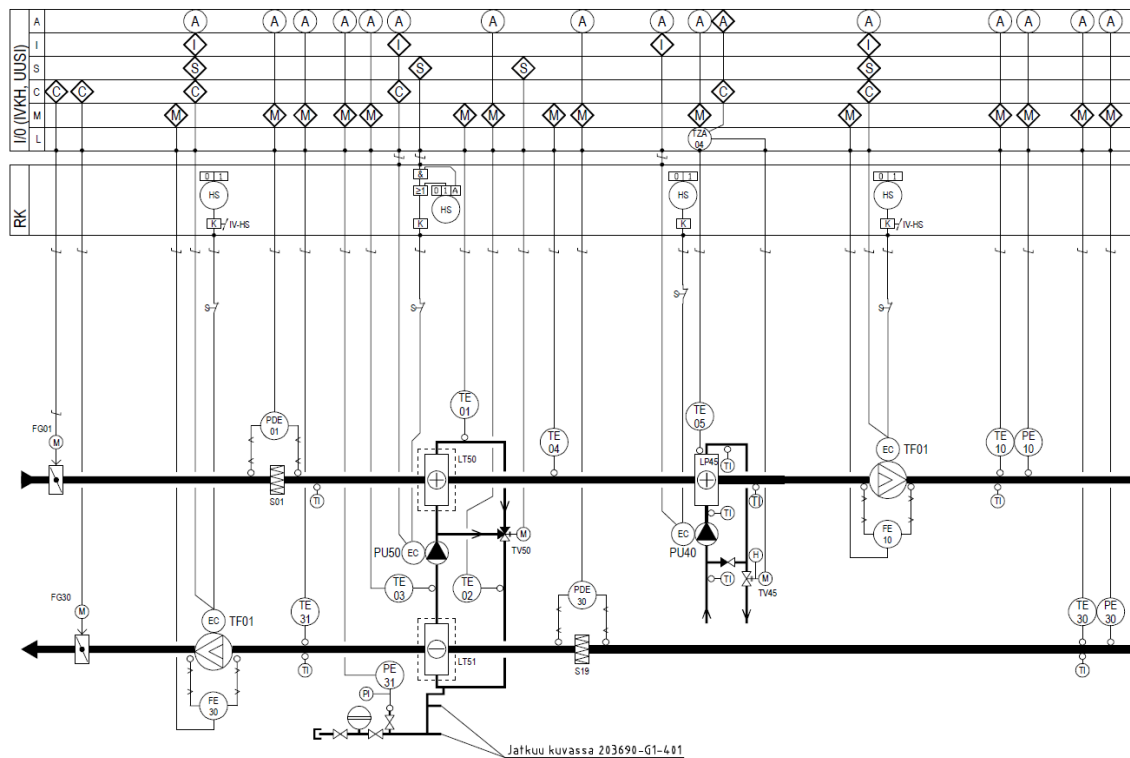 A A A A A A A A A A A A A A A A A
I I I I
S S S S
C C C C C C
M M M M M M M M M M M M M M M M
L TZA 04
I/0 (IVKH, UUSI)
RK
0 1
HS
K IV-HS
&
≥1 0 1 A
HS
K
0 1
HS
K
0 1
HS
K IV-HS
S S S S
FG01
M
PDE 01
S01
TI
TE 01
LT50
TE 04
TE 05
LP45
TI
TI
TI
EC TF01
FE 10
TE 10
PE 10
TI
PU50 EC
M
TV50
PU40 EC
H
TI
M
TV45
TE 03
TE 02
FG30
M
EC TF01
FE 30
TE 31
TI
PE 31
PI
LT51
PDE 30
S19
TE 30
PE 30
TI
Jatkuu kuvassa 203690-G1-401